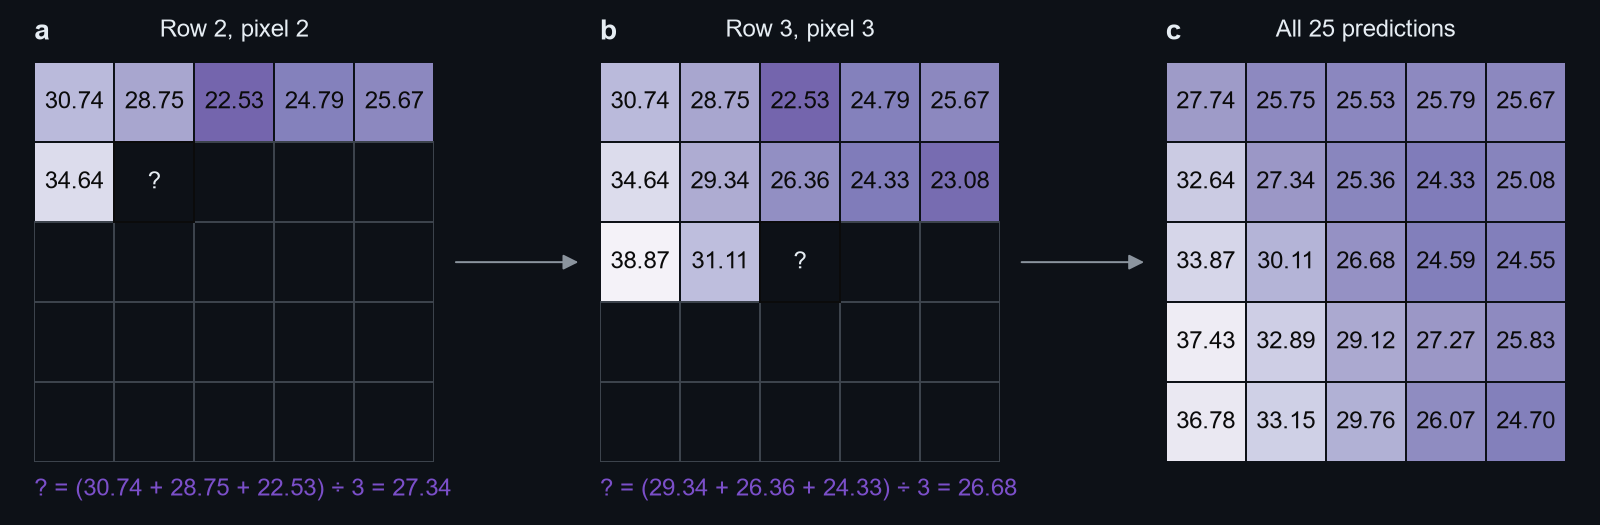 a Row 2, pixel 2
30.74 28.75 22.53 24.79 25.67
34.64 ?
? = (30.74 + 28.75 + 22.53) ÷ 3 = 27.34
b Row 3, pixel 3
30.74 28.75 22.53 24.79 25.67
34.64 29.34 26.36 24.33 23.08
38.87 31.11 ?
? = (29.34 + 26.36 + 24.33) ÷ 3 = 26.68
c All 25 predictions
27.74 25.75 25.53 25.79 25.67
32.64 27.34 25.36 24.33 25.08
33.87 30.11 26.68 24.59 24.55
37.43 32.89 29.12 27.27 25.83
36.78 33.15 29.76 26.07 24.70